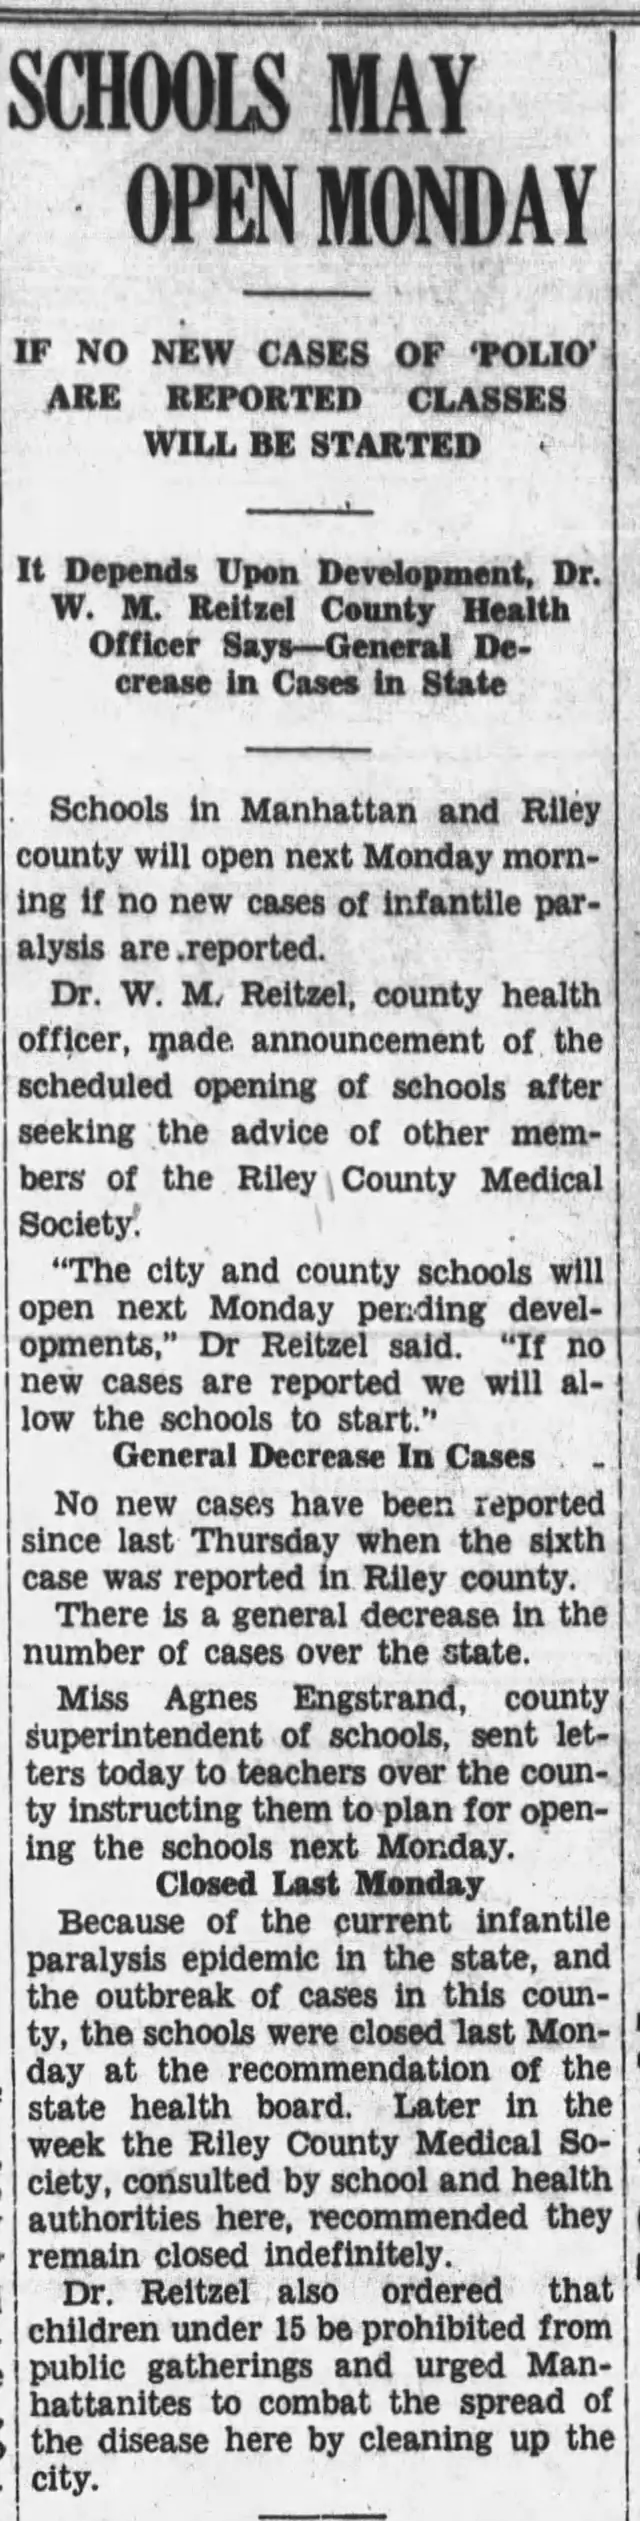 SCHOOLS MAY
OPEN MONDAY
IF NO NEW CASES OF 'POLIO'
ARE REPORTED CLASSES
WILL BE STARTED
It Depends Upon Development, Dr.
W. M. Reitzel County Health
Officer Says—General De-
crease in Cases in State
Schools in Manhattan and Riley
county will open next Monday morn-
ing if no new cases of infantile par-
alysis are reported.
Dr. W. M. Reitzel, county health
officer, made announcement of the
scheduled opening of schools after
seeking the advice of other mem-
bers of the Riley County Medical
Society.
"The city and county schools will
open next Monday pending devel-
opments," Dr Reitzel said. "If no
new cases are reported we will al-
low the schools to start."
General Decrease In Cases
No new cases have been reported
since last Thursday when the sixth
case was reported in Riley county.
There is a general decrease in the
number of cases over the state.
Miss Agnes Engstrand, county
superintendent of schools, sent let-
ters today to teachers over the coun-
ty instructing them to plan for open-
ing the schools next Monday.
Closed Last Monday
Because of the current infantile
paralysis epidemic in the state, and
the outbreak of cases in this coun-
ty, the schools were closed last Mon-
day at the recommendation of the
state health board. Later in the
week the Riley County Medical So-
ciety, consulted by school and health
authorities here, recommended they
remain closed indefinitely.
Dr. Reitzel also ordered that
children under 15 be prohibited from
public gatherings and urged Man-
hattanites to combat the spread of
the disease here by cleaning up the
city.